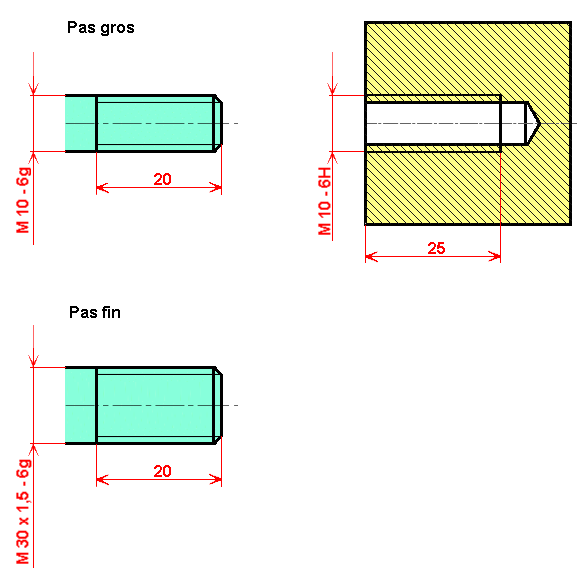 Pas gros
M 10 - 6g
20
M 10 - 6H
25
Pas fin
M 30 x 1,5 - 6g
20